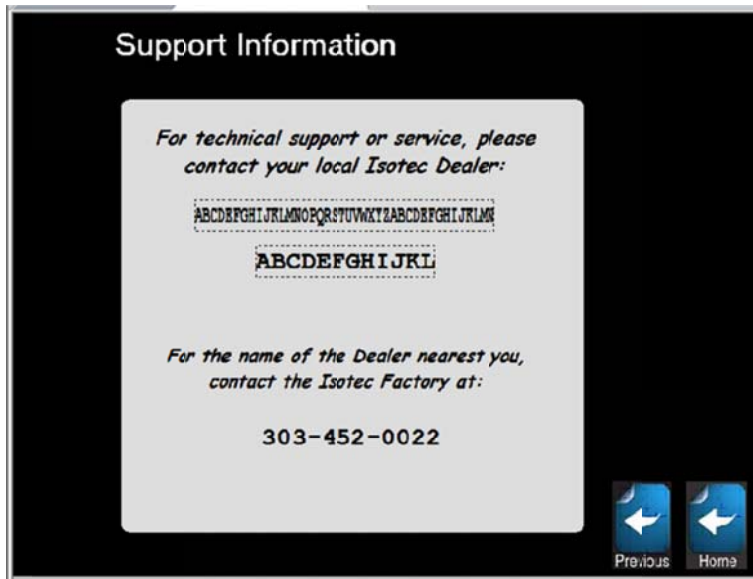 Support Information
For technical support or service, please
contact your local Isotec Dealer:
ABCDEFGHIJKLMNOPQRSTUVWXYZABCDEFGHIJKLMN
ABCDEFGHIJKL
For the name of the Dealer nearest you,
contact the Isotec Factory at:
303-452-0022
Previous Home